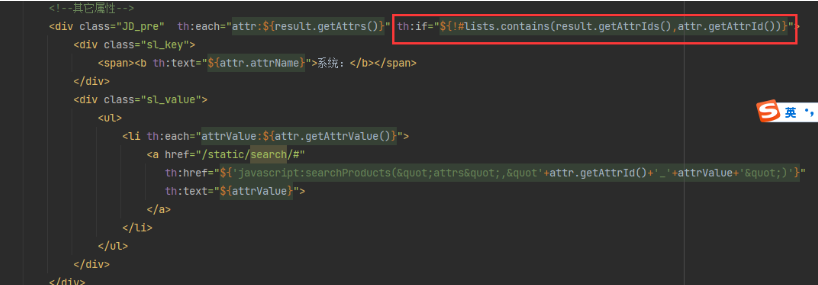 <!--其它属性-->
<div class="JD_pre" th:each="attr:${result.getAttrs()}" th:if="${!#lists.contains(result.getAttrIds(),attr.getAttrId())}">
<div class="sl_key">
<span><b th:text="${attr.attrName}">系统：</b></span>
</div>
<div class="sl_value">
<ul>
<li th:each="attrValue:${attr.getAttrValue()}">
<a href="/static/search/#"
th:href="${'javascript:searchProducts(&quot;attrs&quot;,&quot'+attr.getAttrId()+'_'+attrValue+'&quot;)'}"
th:text="${attrValue}">
</a>
</li>
</ul>
</div>
</div>
S 英